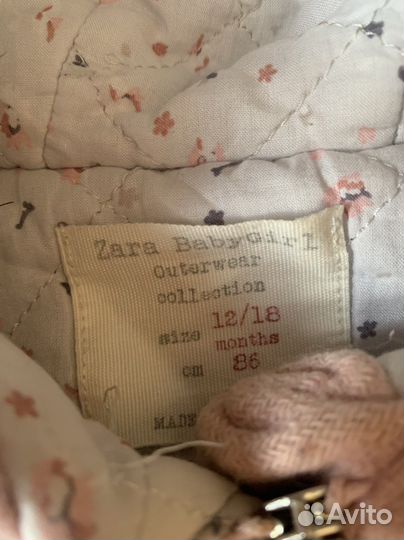 Zara BabyGirl
Outerwear
collection
size 12/18
months
cm 86
MADE
Avito